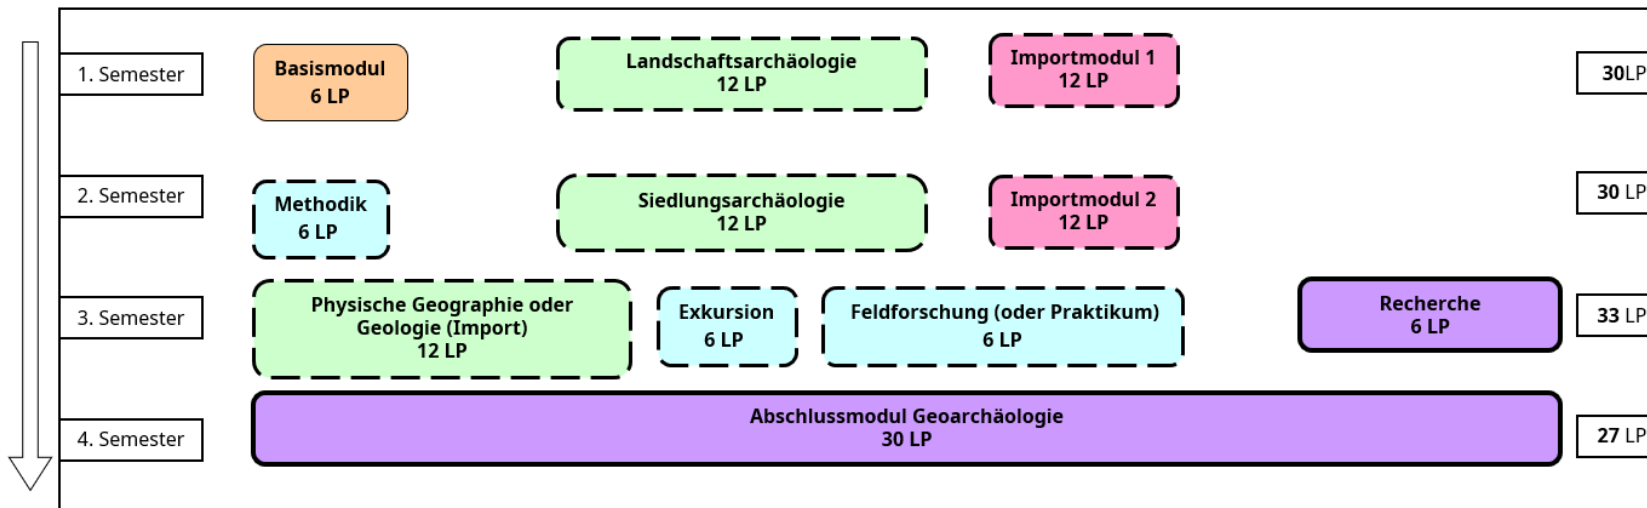 1. Semester
Basismodul
6 LP
Landschaftsarchäologie
12 LP
Importmodul 1
12 LP
30LP
2. Semester
Methodik
6 LP
Siedlungsarchäologie
12 LP
Importmodul 2
12 LP
30 LP
3. Semester
Physische Geographie oder
Geologie (Import)
12 LP
Exkursion
6 LP
Feldforschung (oder Praktikum)
6 LP
Recherche
6 LP
33 LP
4. Semester
Abschlussmodul Geoarchäologie
30 LP
27 LP